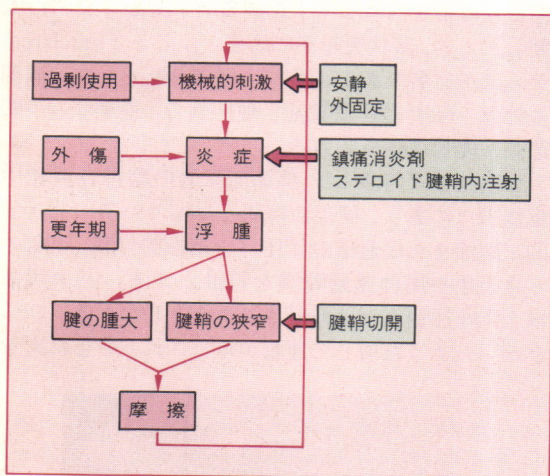 過剰使用
機械的刺激
安静
外固定
外傷
炎症
鎮痛消炎剤
ステロイド腱鞘内注射
更年期
浮腫
腱の腫大
腱鞘の狭窄
腱鞘切開
摩擦